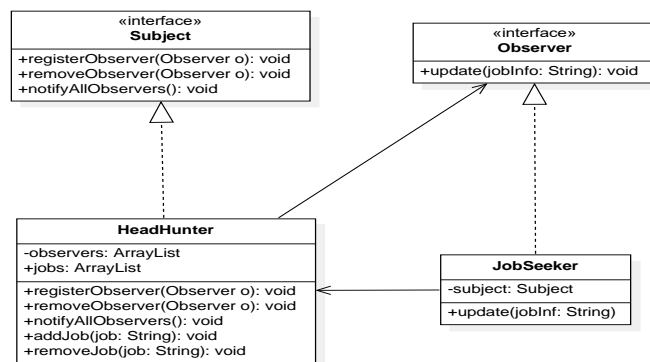 «interface»
Subject
+registerObserver(Observer o): void
+removeObserver(Observer o): void
+notifyAllObservers(): void
«interface»
Observer
+update(jobInfo: String): void
HeadHunter
-observers: ArrayList
+jobs: ArrayList
+registerObserver(Observer o): void
+removeObserver(Observer o): void
+notifyAllObservers(): void
+addJob(job: String): void
+removeJob(job: String): void
JobSeeker
-subject: Subject
+update(jobInf: String)